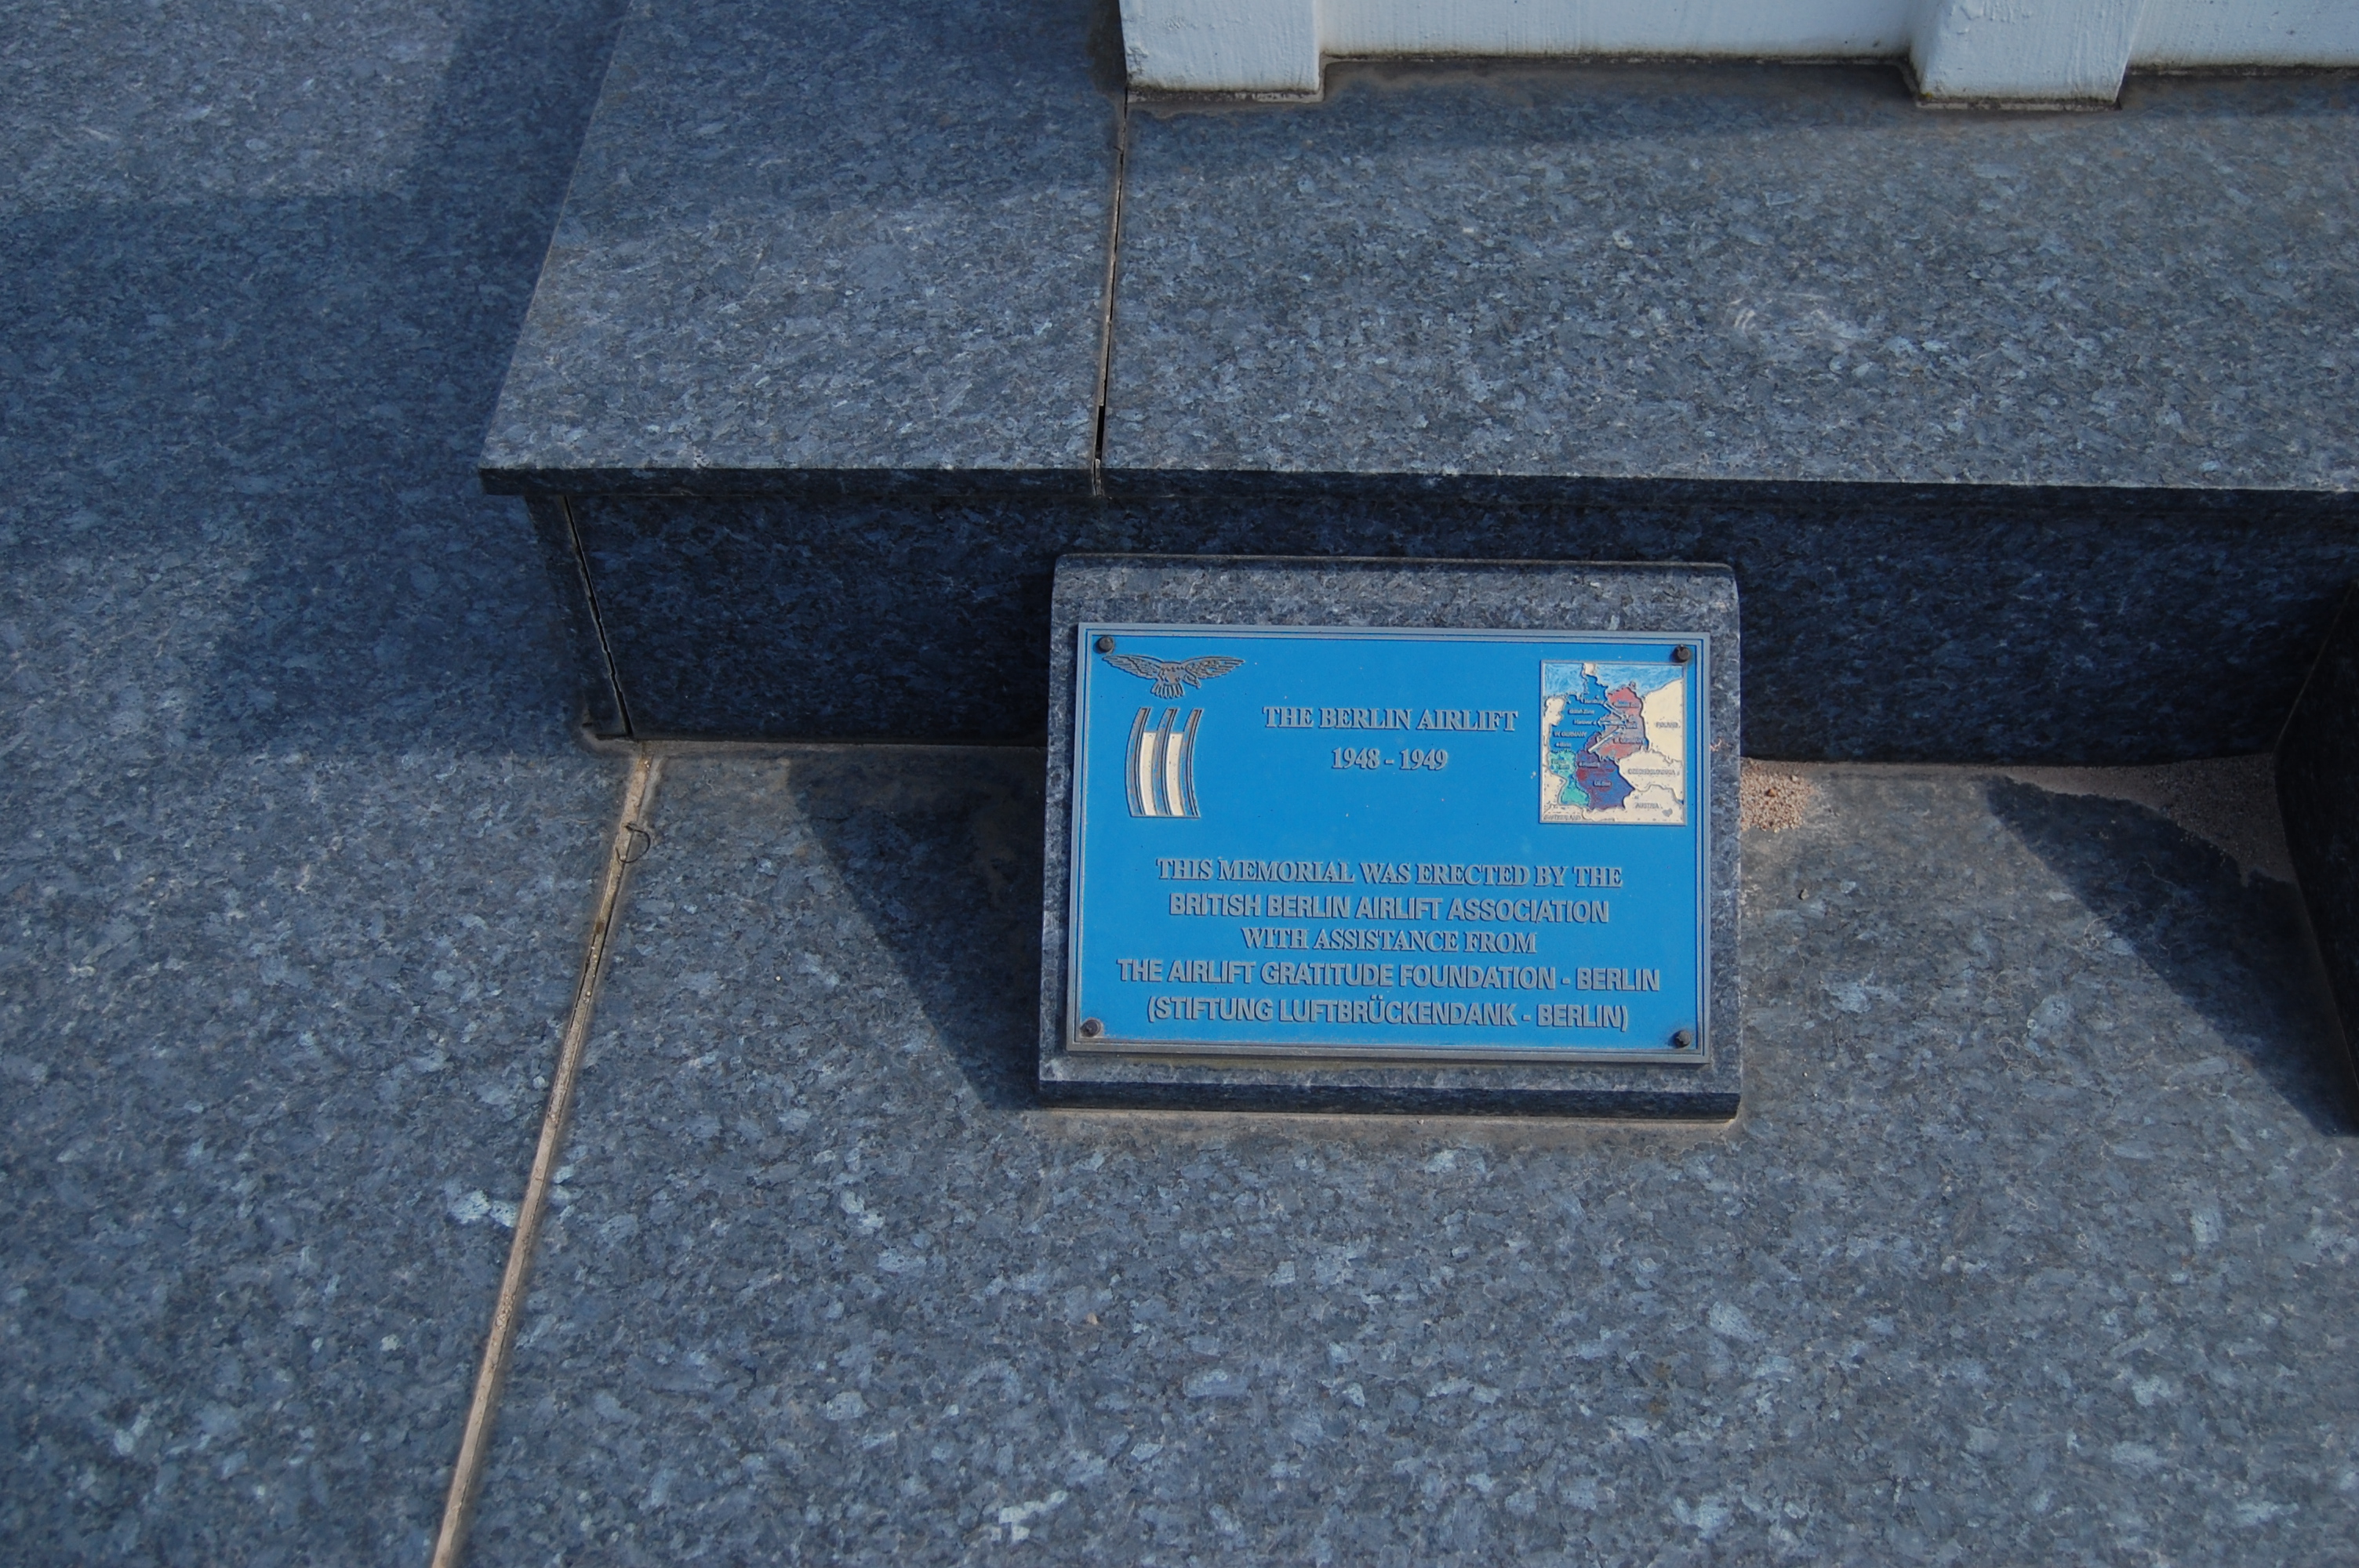 THE BERLIN AIRLIFT
1948 - 1949
POLAND
AUSTRIA
THIS MEMORIAL WAS ERECTED BY THE
BRITISH BERLIN AIRLIFT ASSOCIATION
WITH ASSISTANCE FROM
THE AIRLIFT GRATITUDE FOUNDATION - BERLIN
(STIFTUNG LUFTBRÜCKENDANK - BERLIN)